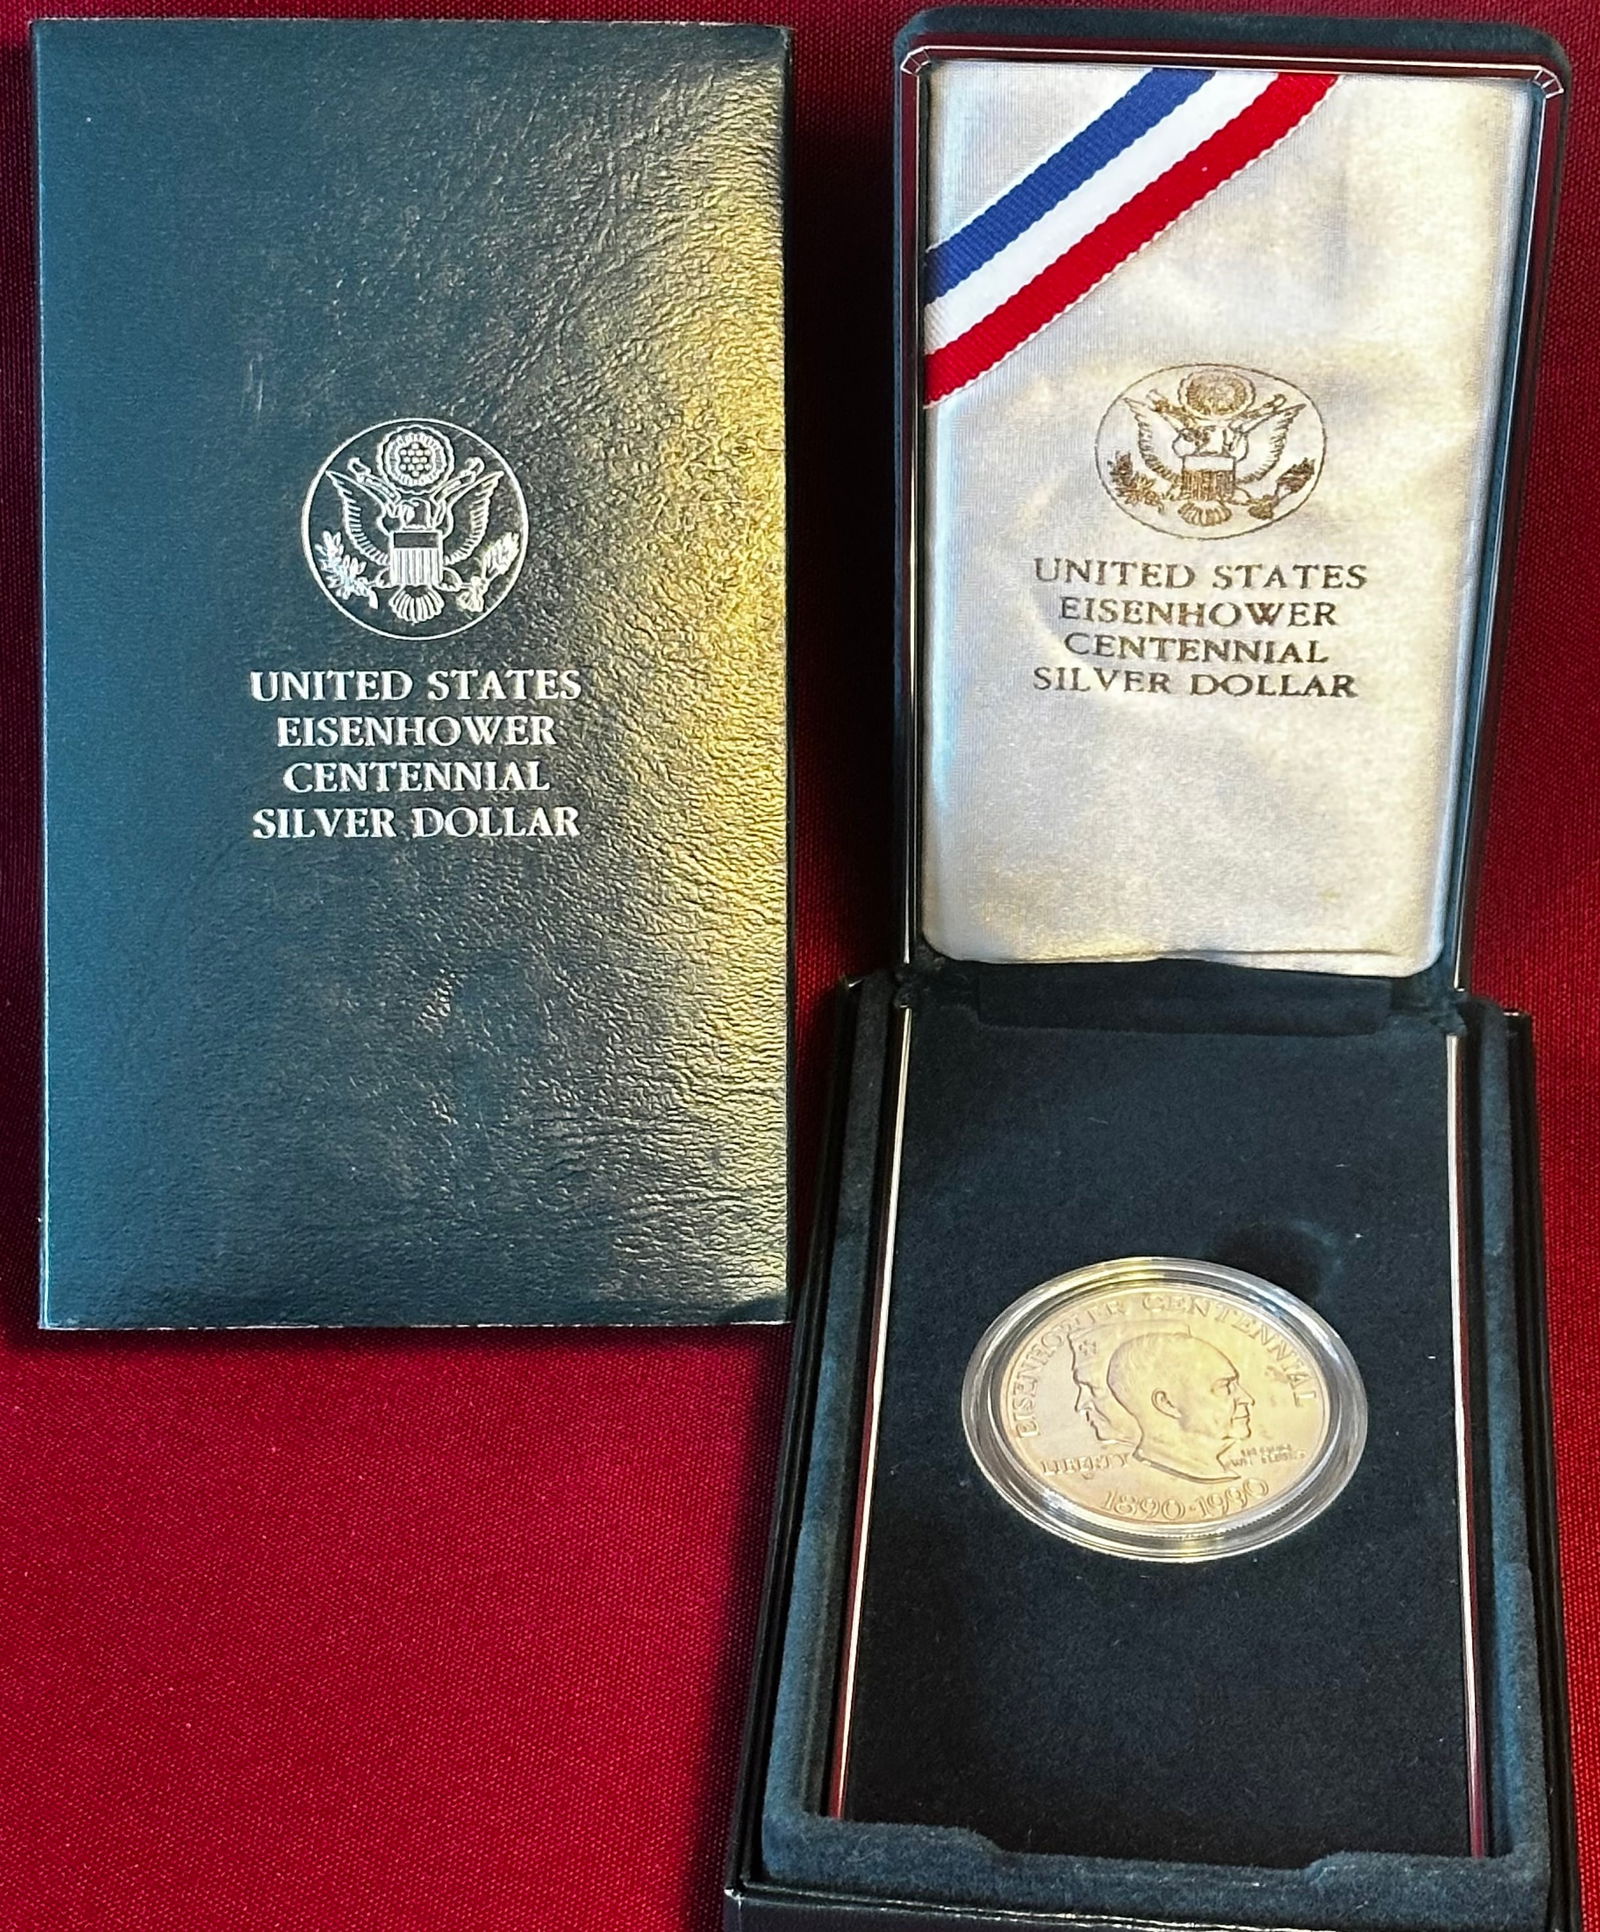 UNITED STATES
EISENHOWER
CENTENNIAL
SILVER DOLLAR
UNITED STATES
EISENHOWER
CENTENNIAL
SILVER DOLLAR
EISENHOWER CENTENNIAL
LIBERTY
1890-1990